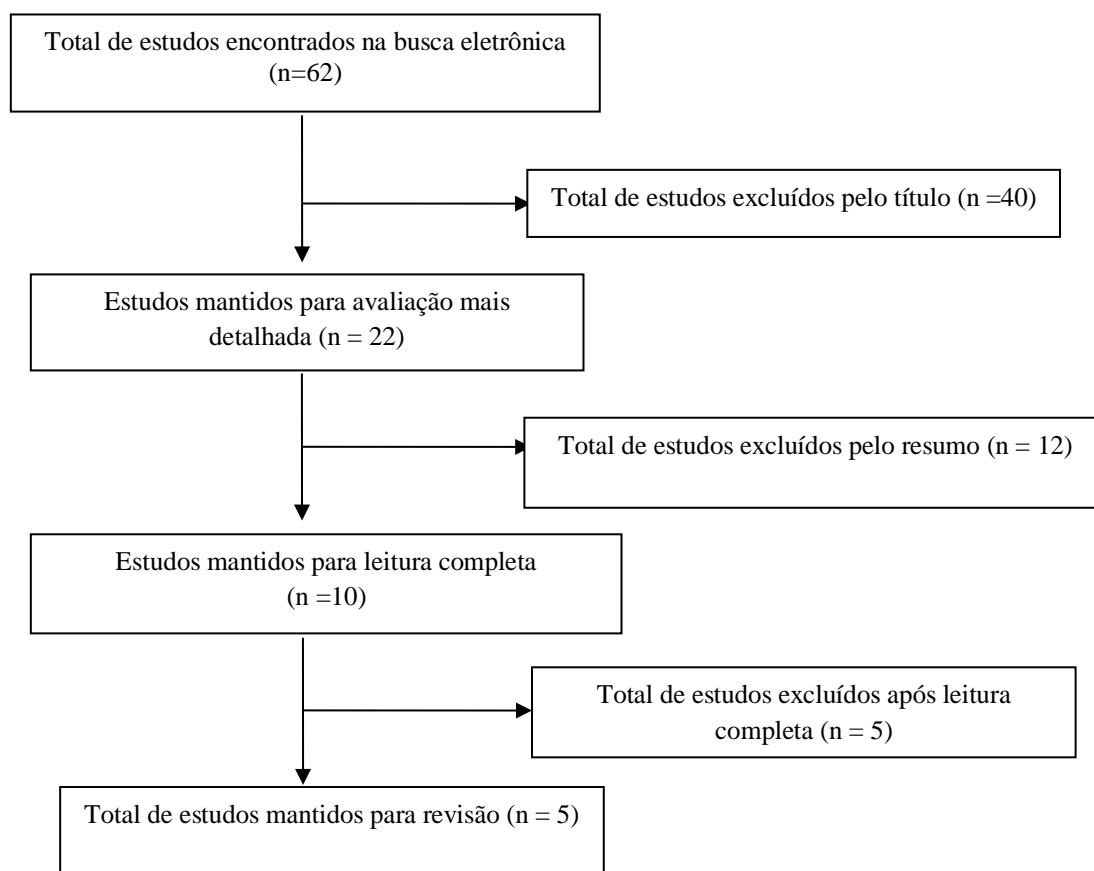 Total de estudos encontrados na busca eletrônica
(n=62)
Total de estudos excluídos pelo título (n =40)
Estudos mantidos para avaliação mais
detalhada (n = 22)
Total de estudos excluídos pelo resumo (n = 12)
Estudos mantidos para leitura completa
(n =10)
Total de estudos excluídos após leitura
completa (n = 5)
Total de estudos mantidos para revisão (n = 5)